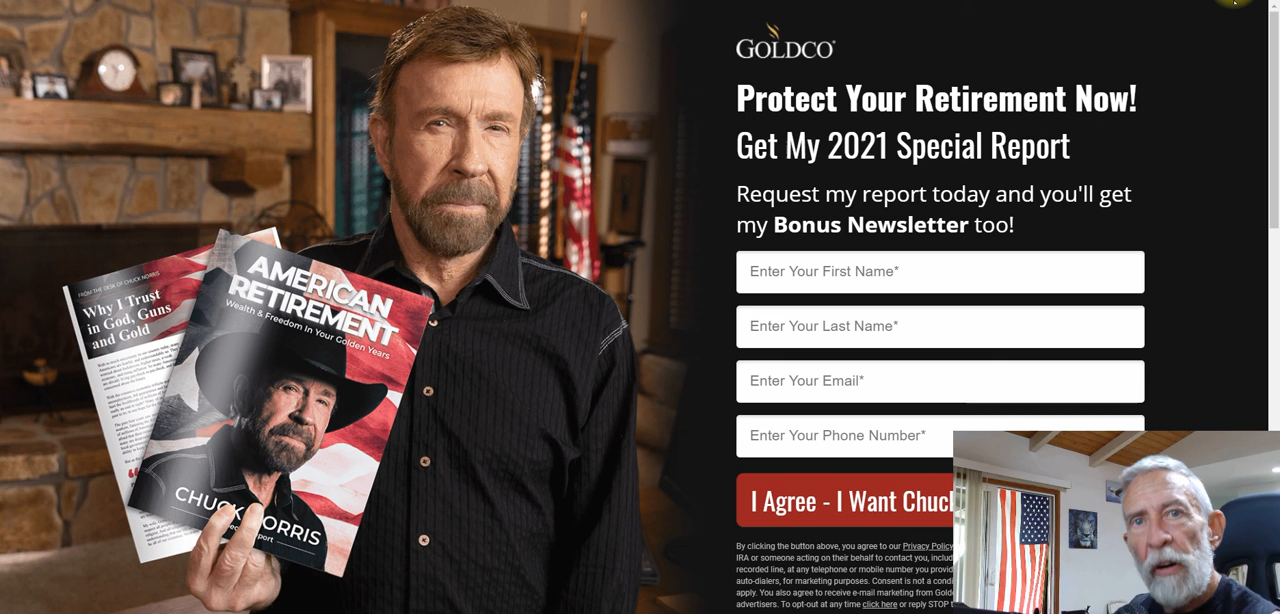 GOLDCO
Protect Your Retirement Now!
Get My 2021 Special Report
Request my report today and you'll get
my Bonus Newsletter too!
Enter Your First Name*
Enter Your Last Name*
Enter Your Email*
Enter Your Phone Number*
I Agree - I Want Chuc
By clicking the button above, you agree to our Privacy Policy
IRA or someone acting on their behalf to contact you, includ
recorded line, at any telephone or mobile number you provid
auto-dialers, for marketing purposes. Consent is not a condi
apply. You also agree to receive e-mail marketing from Gold
advertisers. To opt-out at any time click here or reply STOP t
FROM THE DESK OF CHUCK NORRIS
Why I Trust
in God, Guns
and Gold
AMERICAN
RETIREMENT
Wealth & Freedom In Your Golden Years
CHUCK NORRIS